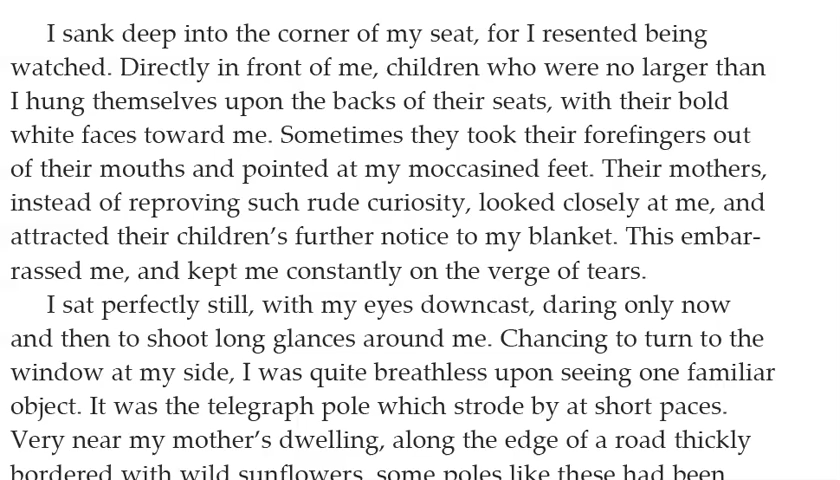 I sank deep into the corner of my seat, for I resented being
watched. Directly in front of me, children who were no larger than
I hung themselves upon the backs of their seats, with their bold
white faces toward me. Sometimes they took their forefingers out
of their mouths and pointed at my moccasined feet. Their mothers,
instead of reproving such rude curiosity, looked closely at me, and
attracted their children’s further notice to my blanket. This embar-
rassed me, and kept me constantly on the verge of tears.
I sat perfectly still, with my eyes downcast, daring only now
and then to shoot long glances around me. Chancing to turn to the
window at my side, I was quite breathless upon seeing one familiar
object. It was the telegraph pole which strode by at short paces.
Very near my mother’s dwelling, along the edge of a road thickly
bordered with wild sunflowers, some poles like these had been